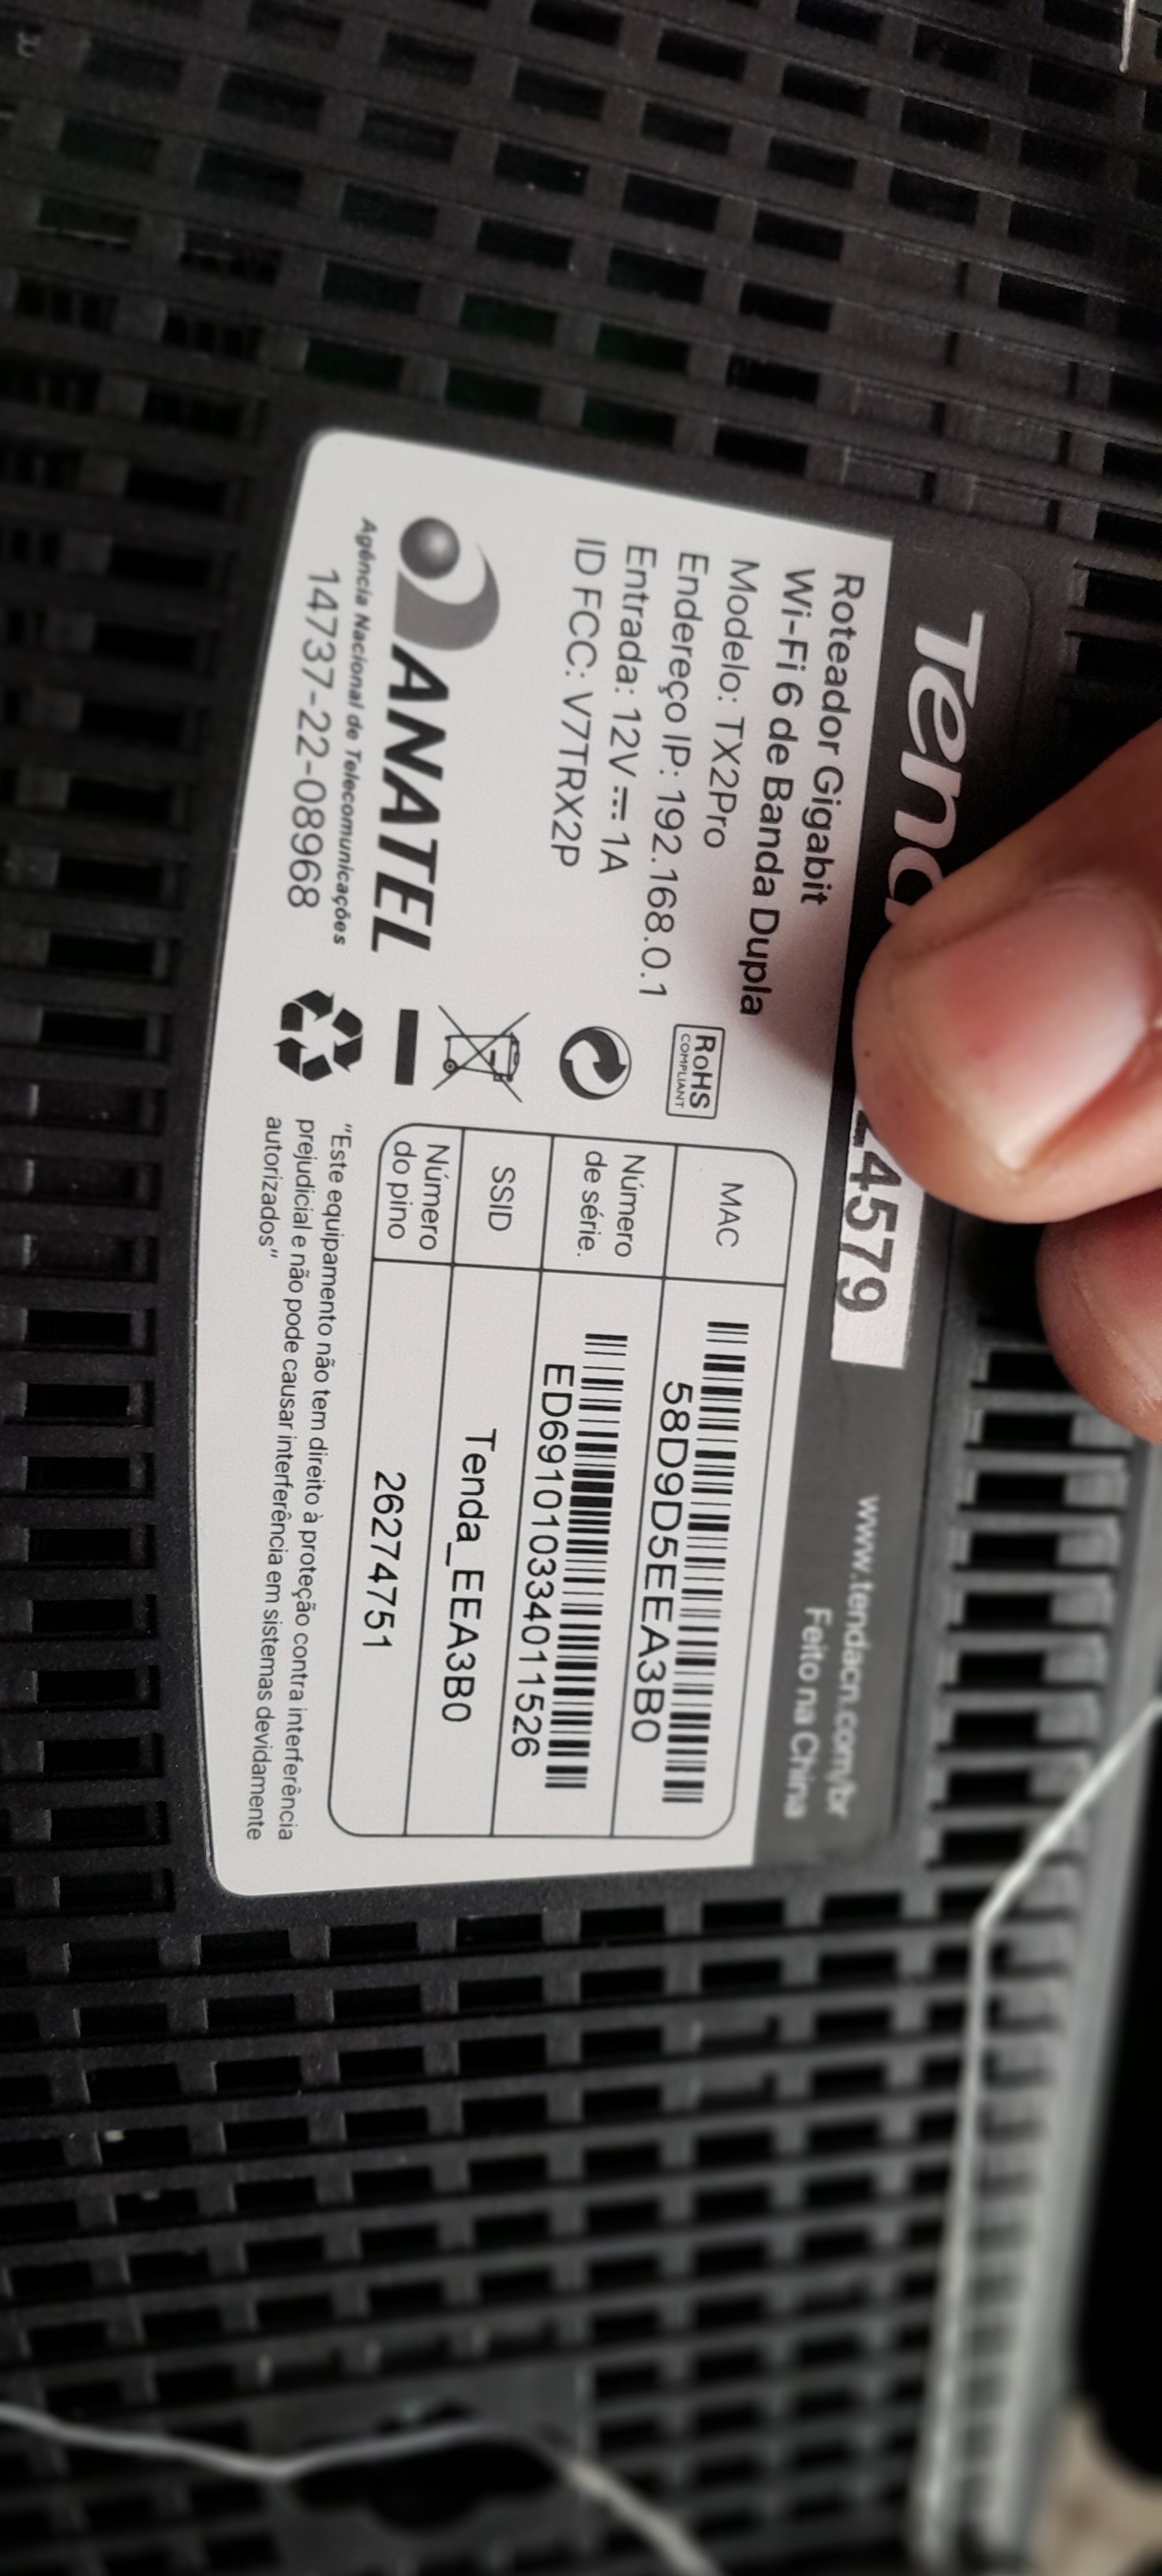 www.tendacn.com/br
Feito na China
4579
Roteador Gigabit
Wi-Fi 6 de Banda Dupla
Modelo: TX2Pro
Endereço IP: 192.168.0.1
Entrada: 12V⎓1A
ID FCC: V7TRX2P
RoHS
COMPLIANT
ANATEL
Agência Nacional de Telecomunicações
14737-22-08968
MAC
58D9D5EEA3B0
Número
de série.
ED691010334011526
SSID
Tenda_EEA3B0
Número
do pino
26274751
"Este equipamento não tem direito à proteção contra interferência
prejudicial e não pode causar interferência em sistemas devidamente
autorizados"